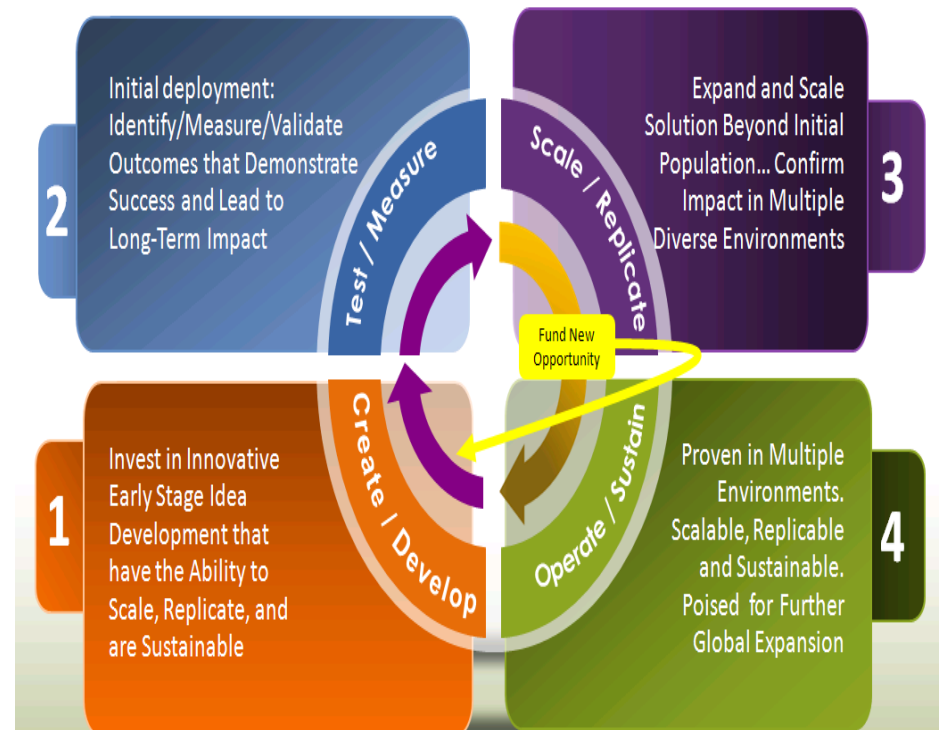 2
Initial deployment:
Identify/Measure/Validate
Outcomes that Demonstrate
Success and Lead to
Long-Term Impact
Test / Measure
Scale / Replicate
Expand and Scale
Solution Beyond Initial
Population... Confirm
Impact in Multiple
Diverse Environments
3
Fund New
Opportunity
1
Invest in Innovative
Early Stage Idea
Development that
have the Ability to
Scale, Replicate, and
are Sustainable
Create / Develop
Operate / Sustain
Proven in Multiple
Environments.
Scalable, Replicable
and Sustainable.
Poised for Further
Global Expansion
4